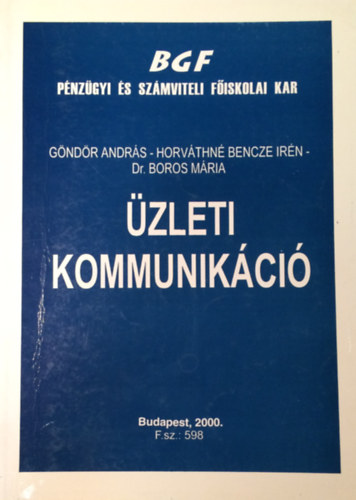 BGF
PÉNZÜGYI ÉS SZÁMVITELI FŐISKOLAI KAR
GÖNDÖR ANDRÁS - HORVÁTHNÉ BENCZE IRÉN -
Dr. BOROS MÁRIA
ÜZLETI
KOMMUNIKÁCIÓ
Budapest, 2000.
F.sz.: 598